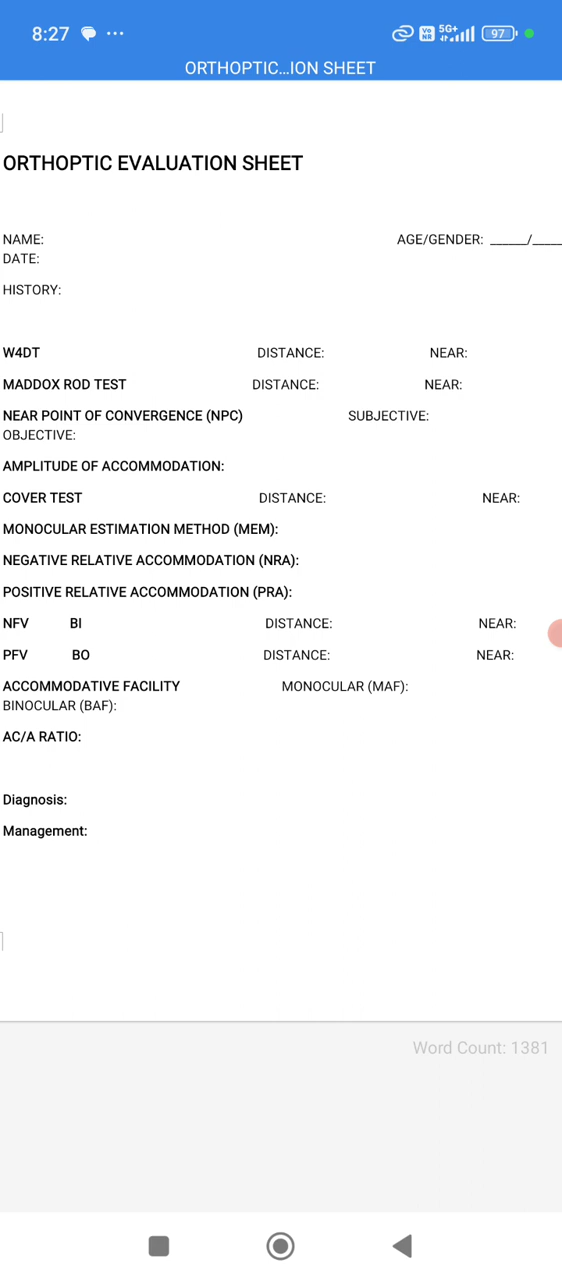 8:27 ... Vo NR 5G+ 97
ORTHOPTIC...ION SHEET
ORTHOPTIC EVALUATION SHEET
NAME: AGE/GENDER: ______/_____
DATE:
HISTORY:
W4DT DISTANCE: NEAR:
MADDOX ROD TEST DISTANCE: NEAR:
NEAR POINT OF CONVERGENCE (NPC) SUBJECTIVE:
OBJECTIVE:
AMPLITUDE OF ACCOMMODATION:
COVER TEST DISTANCE: NEAR:
MONOCULAR ESTIMATION METHOD (MEM):
NEGATIVE RELATIVE ACCOMMODATION (NRA):
POSITIVE RELATIVE ACCOMMODATION (PRA):
NFV BI DISTANCE: NEAR:
PFV BO DISTANCE: NEAR:
ACCOMMODATIVE FACILITY MONOCULAR (MAF):
BINOCULAR (BAF):
AC/A RATIO:
Diagnosis:
Management:
Word Count: 1381